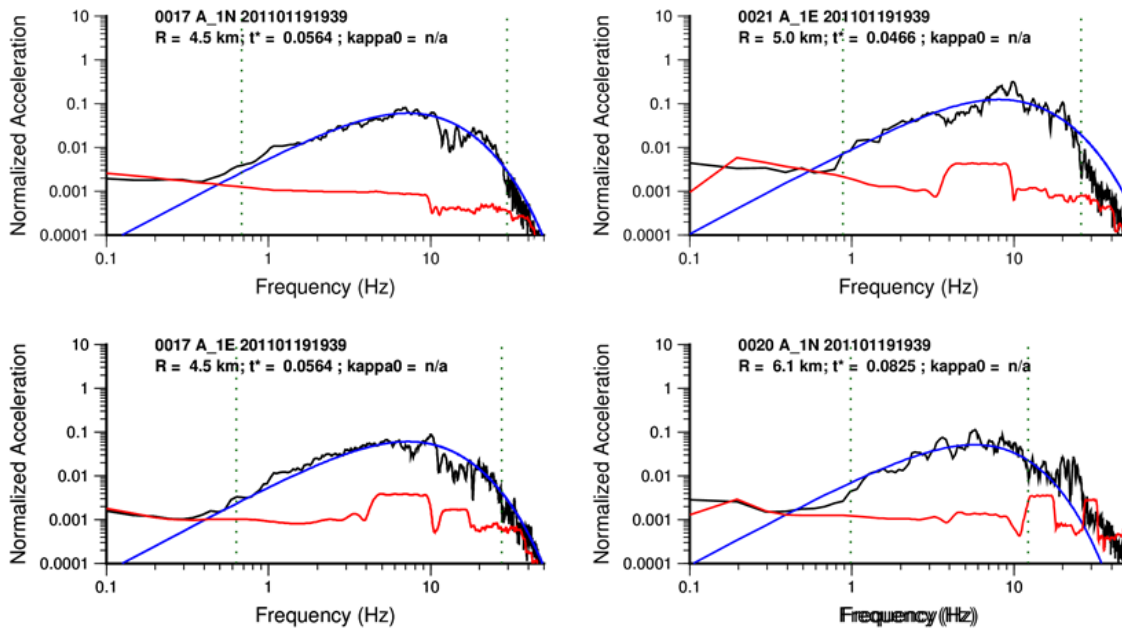 0017 A_1N 201101191939
R = 4.5 km; t* = 0.0564 ; kappa0 = n/a
10
1
0.1
0.01
0.001
0.0001
Normalized Acceleration
0.1
1
10
Frequency (Hz)
0021 A_1E 201101191939
R = 5.0 km; t* = 0.0466 ; kappa0 = n/a
10
1
0.1
0.01
0.001
0.0001
Normalized Acceleration
0.1
1
10
Frequency (Hz)
0017 A_1E 201101191939
R = 4.5 km; t* = 0.0564 ; kappa0 = n/a
10
1
0.1
0.01
0.001
0.0001
Normalized Acceleration
0.1
1
10
Frequency (Hz)
0020 A_1N 201101191939
R = 6.1 km; t* = 0.0825 ; kappa0 = n/a
10
1
0.1
0.01
0.001
0.0001
Normalized Acceleration
0.1
1
10
Frequency (Hz)